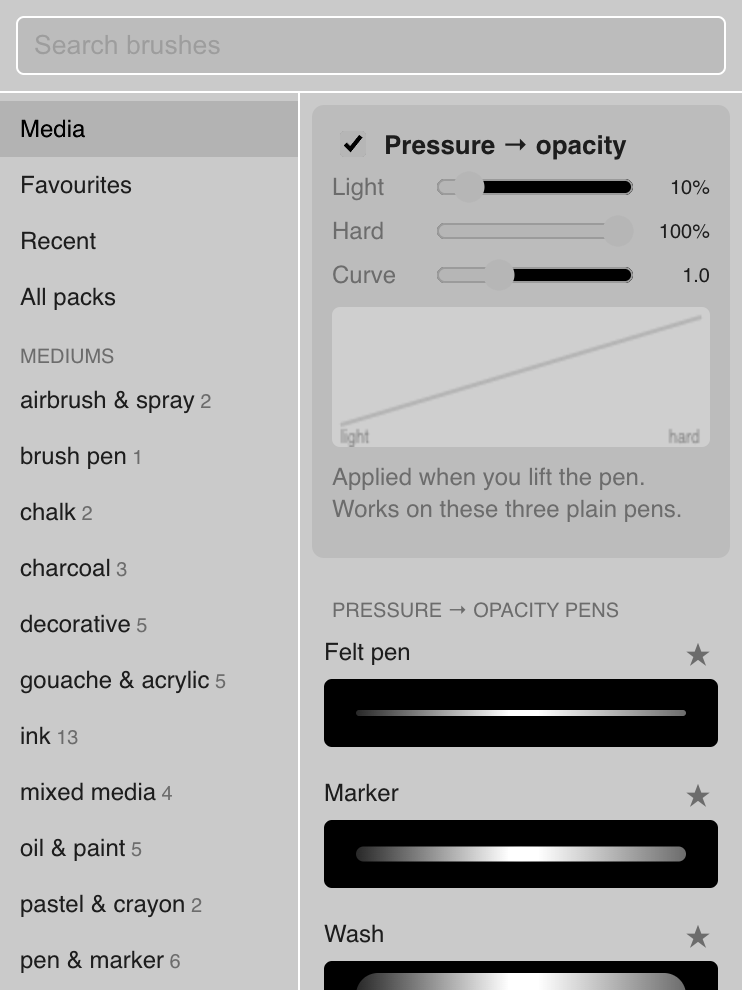 Search brushes
Media
Favourites
Recent
All packs
MEDIUMS
airbrush & spray 2
brush pen 1
chalk 2
charcoal 3
decorative 5
gouache & acrylic 5
ink 13
mixed media 4
oil & paint 5
pastel & crayon 2
pen & marker 6
Pressure → opacity
Light 10%
Hard 100%
Curve 1.0
light hard
Applied when you lift the pen.
Works on these three plain pens.
PRESSURE → OPACITY PENS
Felt pen
Marker
Wash